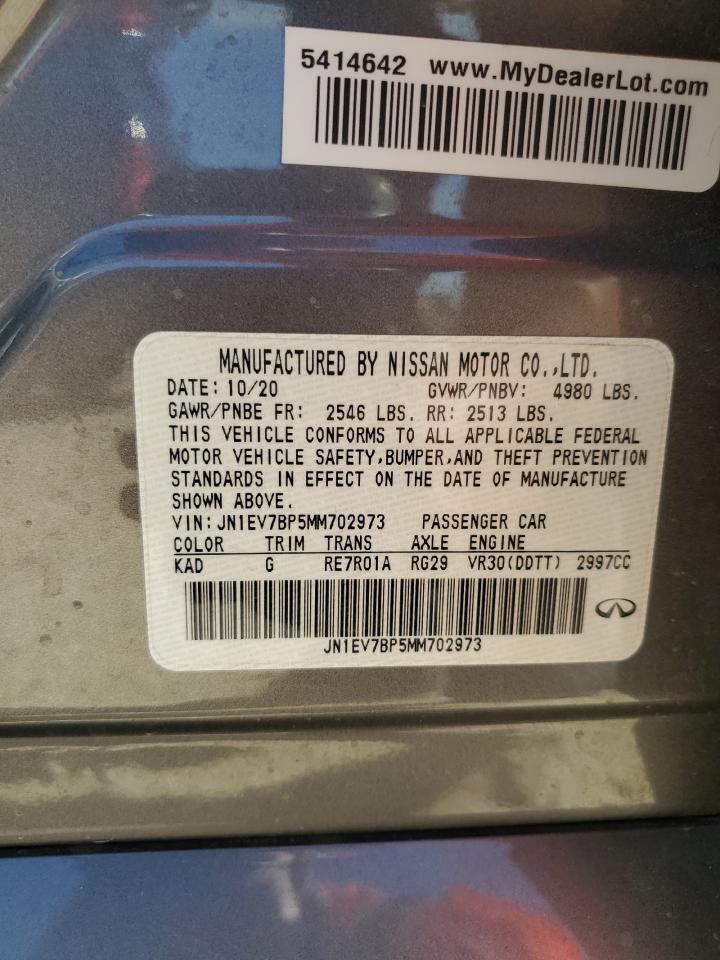 5414642 www.MyDealerLot.com
MANUFACTURED BY NISSAN MOTOR CO.,LTD.
DATE: 10/20 GVWR/PNBV: 4980 LBS.
GAWR/PNBE FR: 2546 LBS. RR: 2513 LBS.
THIS VEHICLE CONFORMS TO ALL APPLICABLE FEDERAL
MOTOR VEHICLE SAFETY,BUMPER,AND THEFT PREVENTION
STANDARDS IN EFFECT ON THE DATE OF MANUFACTURE
SHOWN ABOVE.
VIN: JN1EV7BP5MM702973 PASSENGER CAR
COLOR TRIM TRANS AXLE ENGINE
KAD G RE7R01A RG29 VR30(DDTT) 2997CC
JN1EV7BP5MM702973